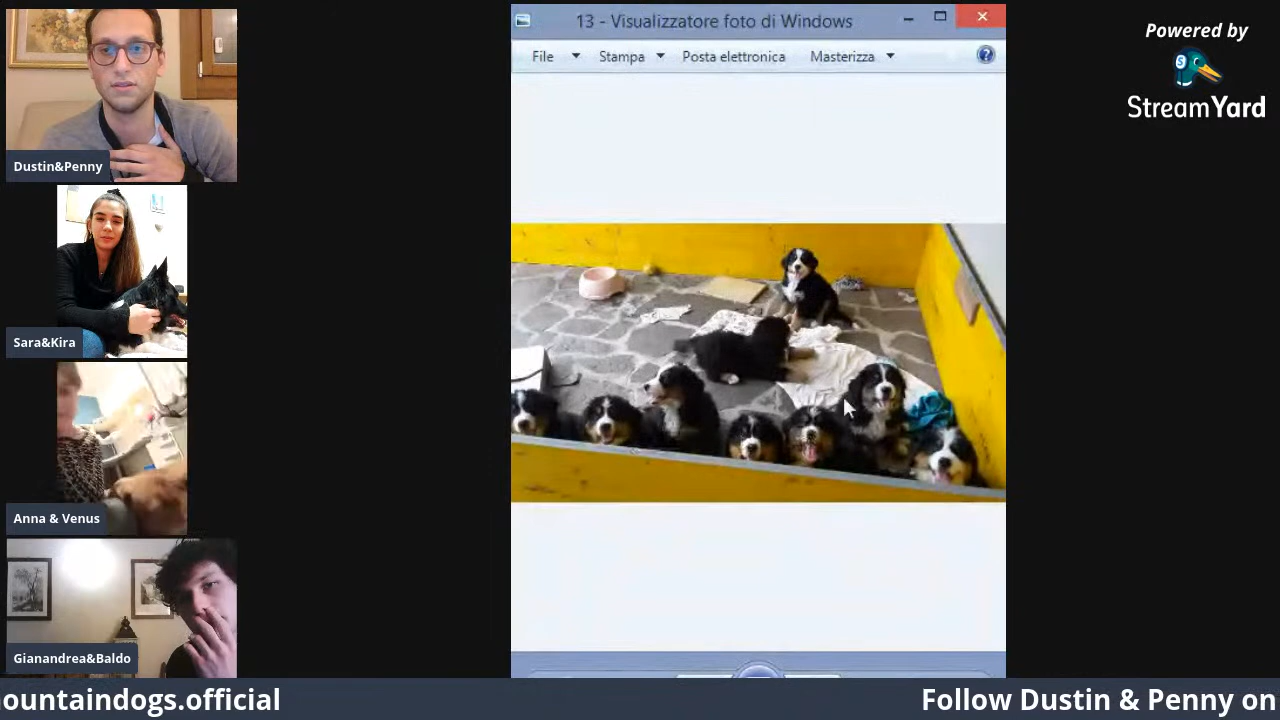 13 - Visualizzatore foto di Windows
File
Stampa
Posta elettronica
Masterizza
?
Powered by
S
StreamYard
Dustin&Penny
Sara&Kira
Anna & Venus
Gianandrea&Baldo
ountaindogs.official
Follow Dustin & Penny on